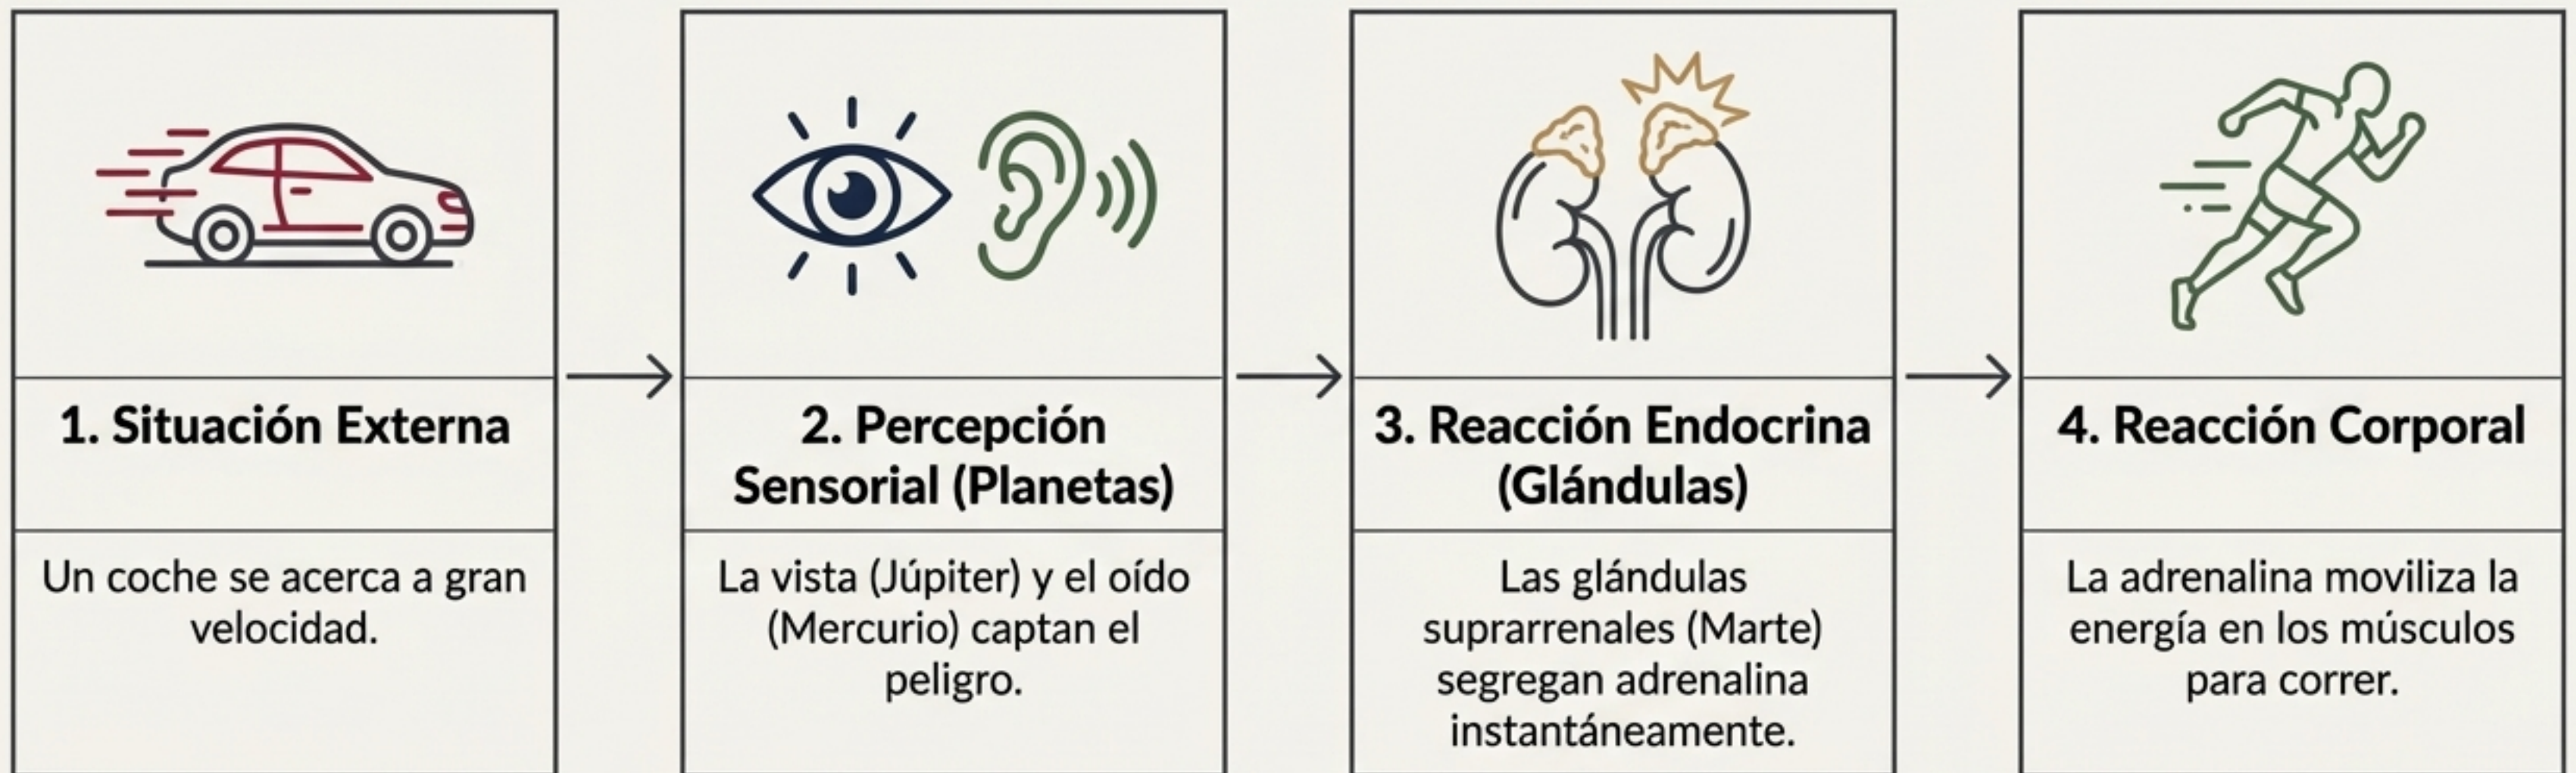 1. Situación Externa
Un coche se acerca a gran
velocidad.
2. Percepción
Sensorial (Planetas)
La vista (Júpiter) y el oído
(Mercurio) captan el
peligro.
3. Reacción Endocrina
(Glándulas)
Las glándulas
suprarrenales (Marte)
segregan adrenalina
instantáneamente.
4. Reacción Corporal
La adrenalina moviliza la
energía en los músculos
para correr.